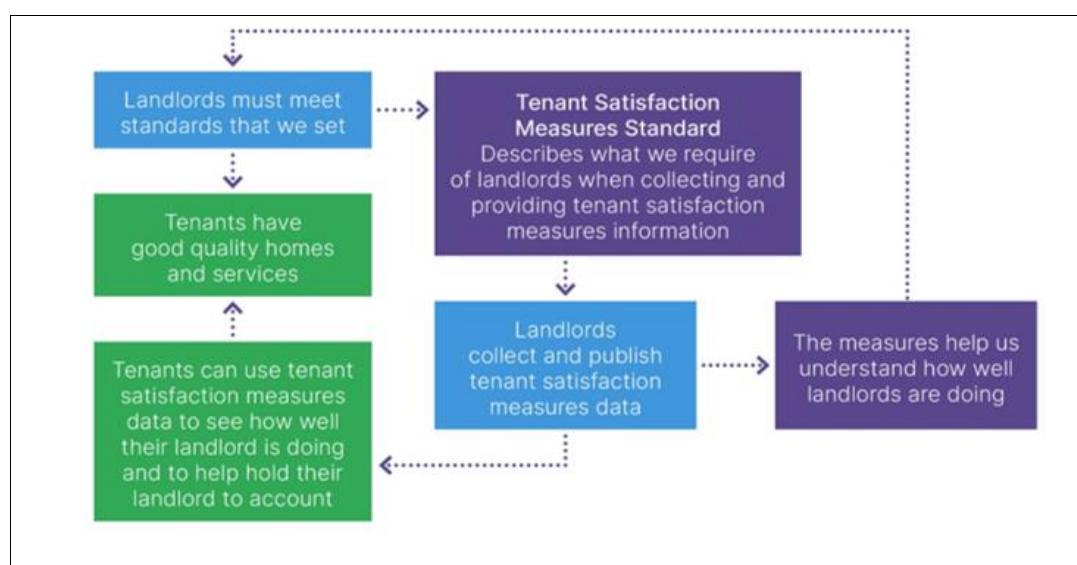 Landlords must meet
standards that we set
Tenant Satisfaction
Measures Standard
Describes what we require
of landlords when collecting and
providing tenant satisfaction
measures information
Tenants have
good quality homes
and services
Landlords
collect and publish
tenant satisfaction
measures data
The measures help us
understand how well
landlords are doing
Tenants can use tenant
satisfaction measures
data to see how well
their landlord is doing
and to help hold their
landlord to account